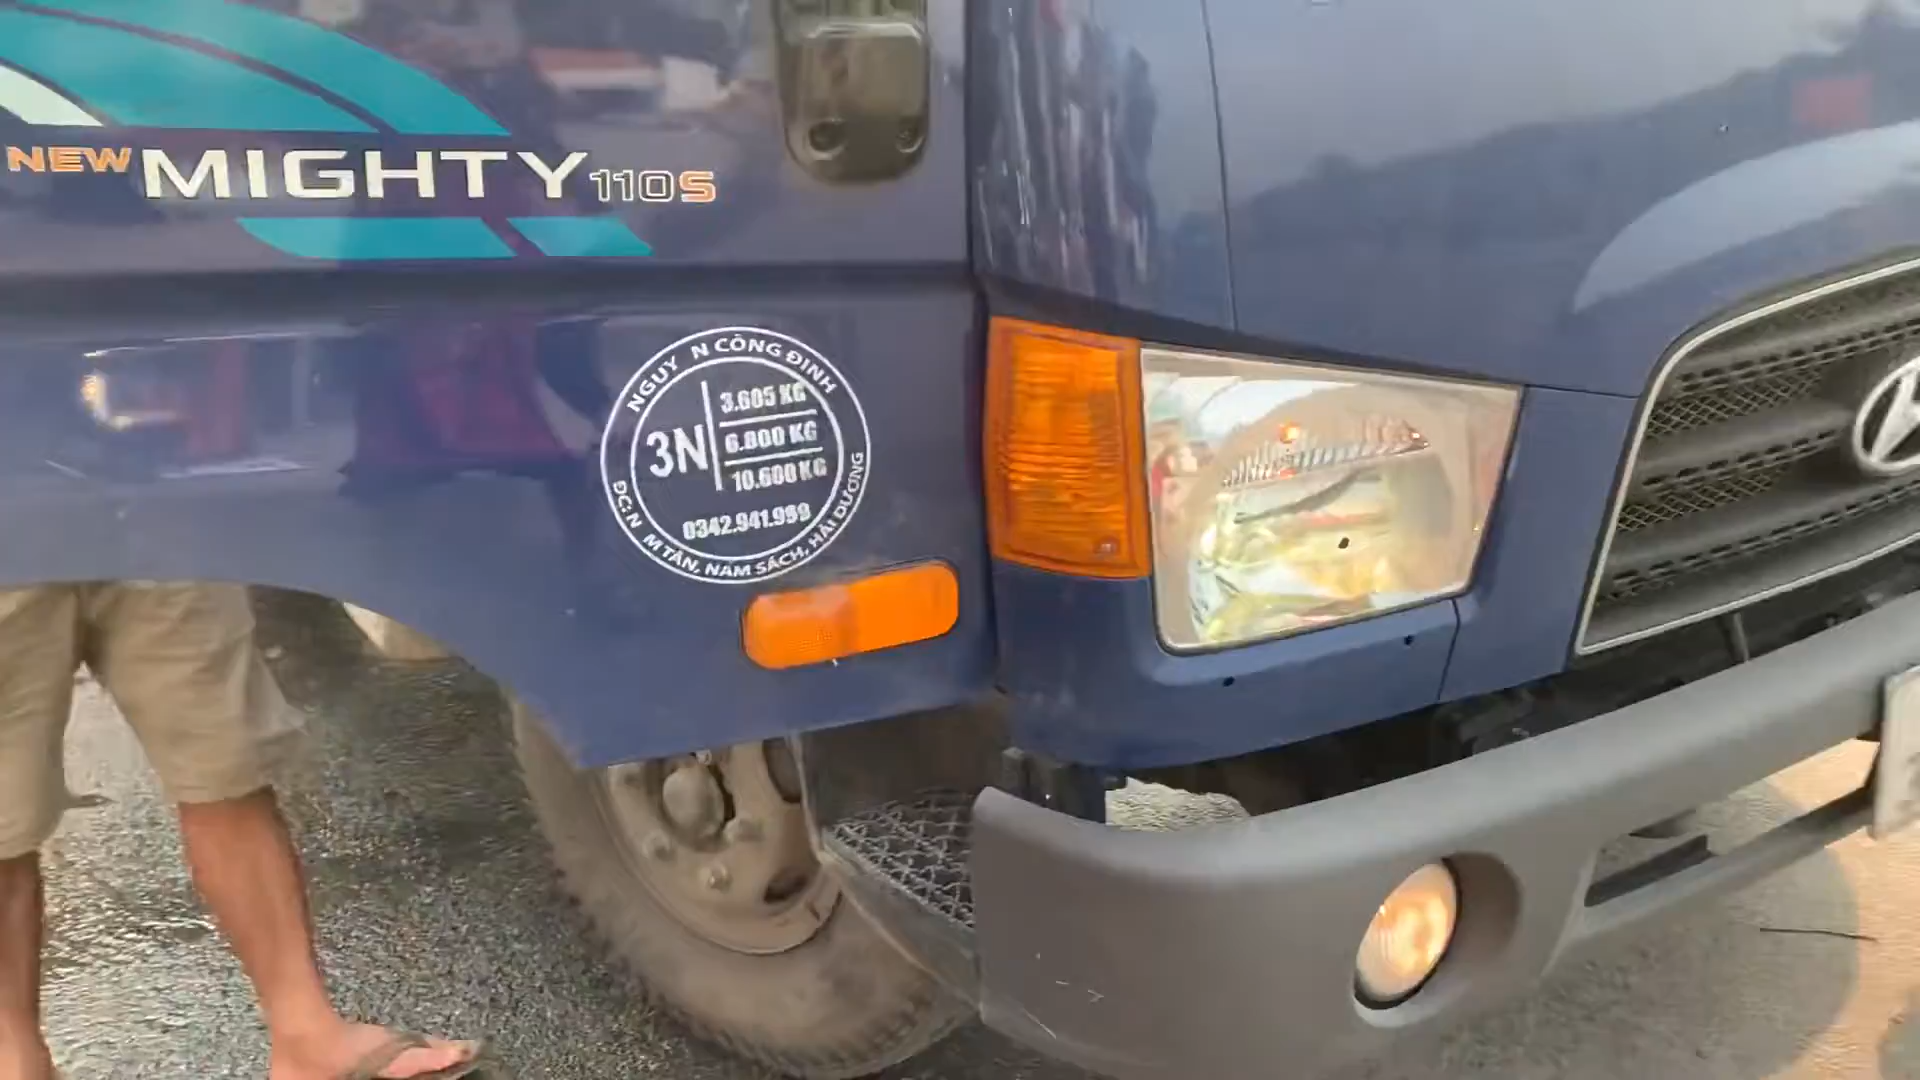 NEW MIGHTY 110S
NGUY N CÔNG ĐỊNH
3N
3.605 KG
6.800 KG
10.600 KG
0342.941.999
ĐC: N M TÂN, NAM SÁCH, HẢI DƯƠNG